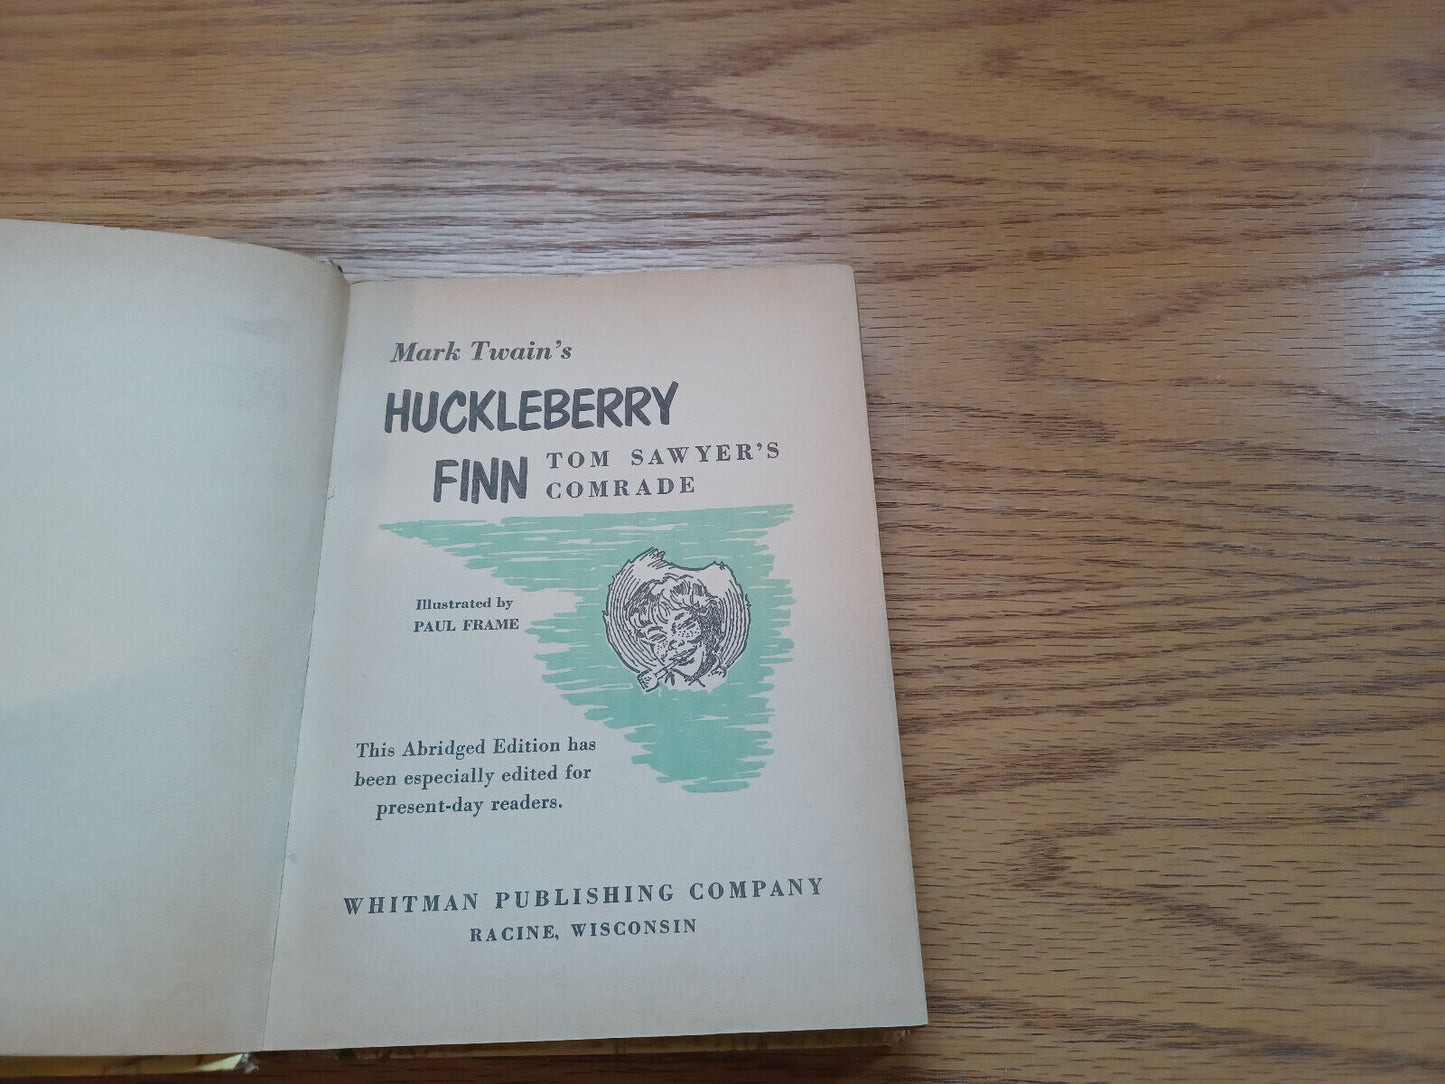 Mark Twain's
HUCKLEBERRY
FINN TOM SAWYER'S
COMRADE
Illustrated by
PAUL FRAME
This Abridged Edition has
been especially edited for
present-day readers.
WHITMAN PUBLISHING COMPANY
RACINE, WISCONSIN